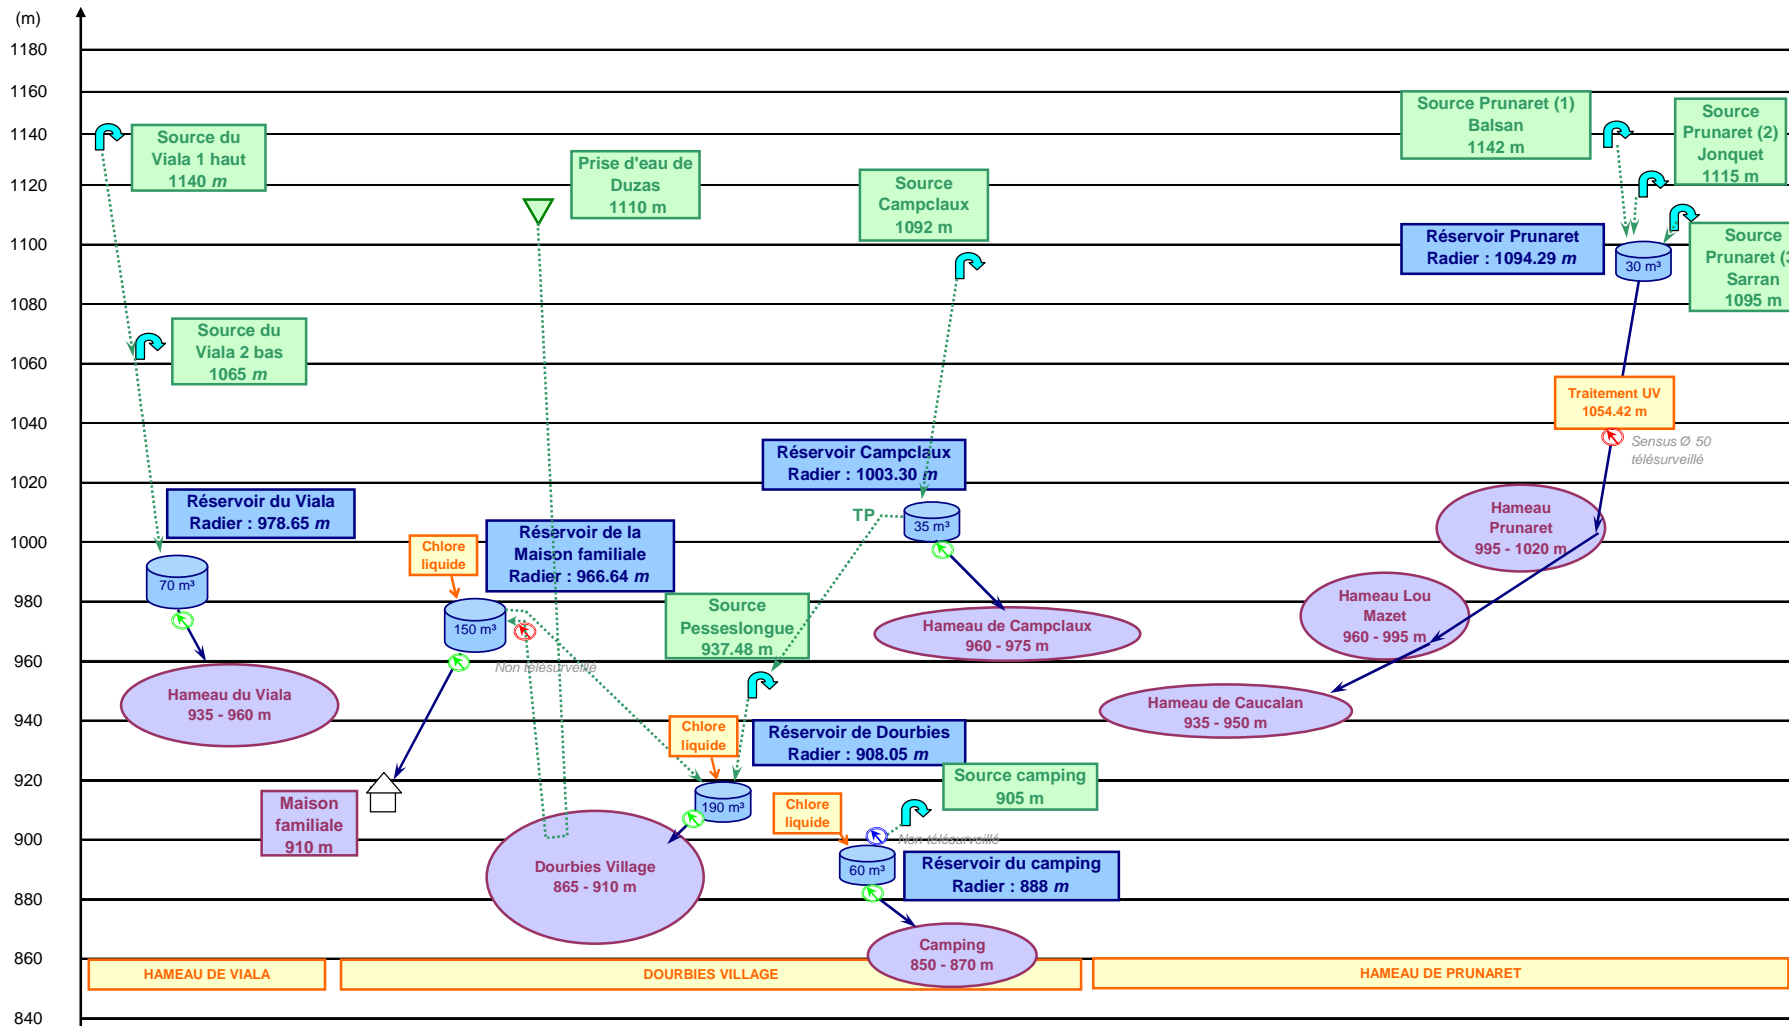 (m)
1180
1160
1140
1120
1100
1080
1060
1040
1020
1000
980
960
940
920
900
880
860
840
Source du
Viala 1 haut
1140 m
Source du
Viala 2 bas
1065 m
Réservoir du Viala
Radier : 978.65 m
70 m³
Hameau du Viala
935 - 960 m
HAMEAU DE VIALA
Prise d'eau de
Duzas
1110 m
Chlore
liquide
Réservoir de la
Maison familiale
Radier : 966.64 m
150 m³
Non télésurveillé
Maison
familiale
910 m
Source
Campclaux
1092 m
Réservoir Campclaux
Radier : 1003.30 m
TP
35 m³
Hameau de Campclaux
960 - 975 m
Source
Pesseslongue
937.48 m
Chlore
liquide
Réservoir de Dourbies
Radier : 908.05 m
190 m³
Dourbies Village
865 - 910 m
Source camping
905 m
Chlore
liquide
Non télésurveillé
60 m³
Réservoir du camping
Radier : 888 m
Camping
850 - 870 m
DOURBIES VILLAGE
Source Prunaret (1)
Balsan
1142 m
Source
Prunaret (2)
Jonquet
1115 m
Réservoir Prunaret
Radier : 1094.29 m
30 m³
Source
Prunaret (3
Sarran
1095 m
Traitement UV
1054.42 m
Sensus Ø 50
télésurveillé
Hameau
Prunaret
995 - 1020 m
Hameau Lou
Mazet
960 - 995 m
Hameau de Caucalan
935 - 950 m
HAMEAU DE PRUNARET